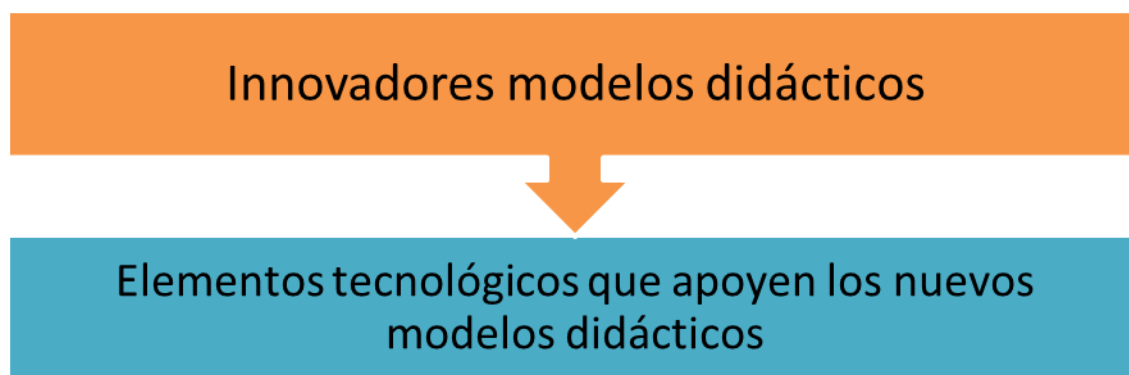 Innovadores modelos didácticos
Elementos tecnológicos que apoyen los nuevos
modelos didácticos